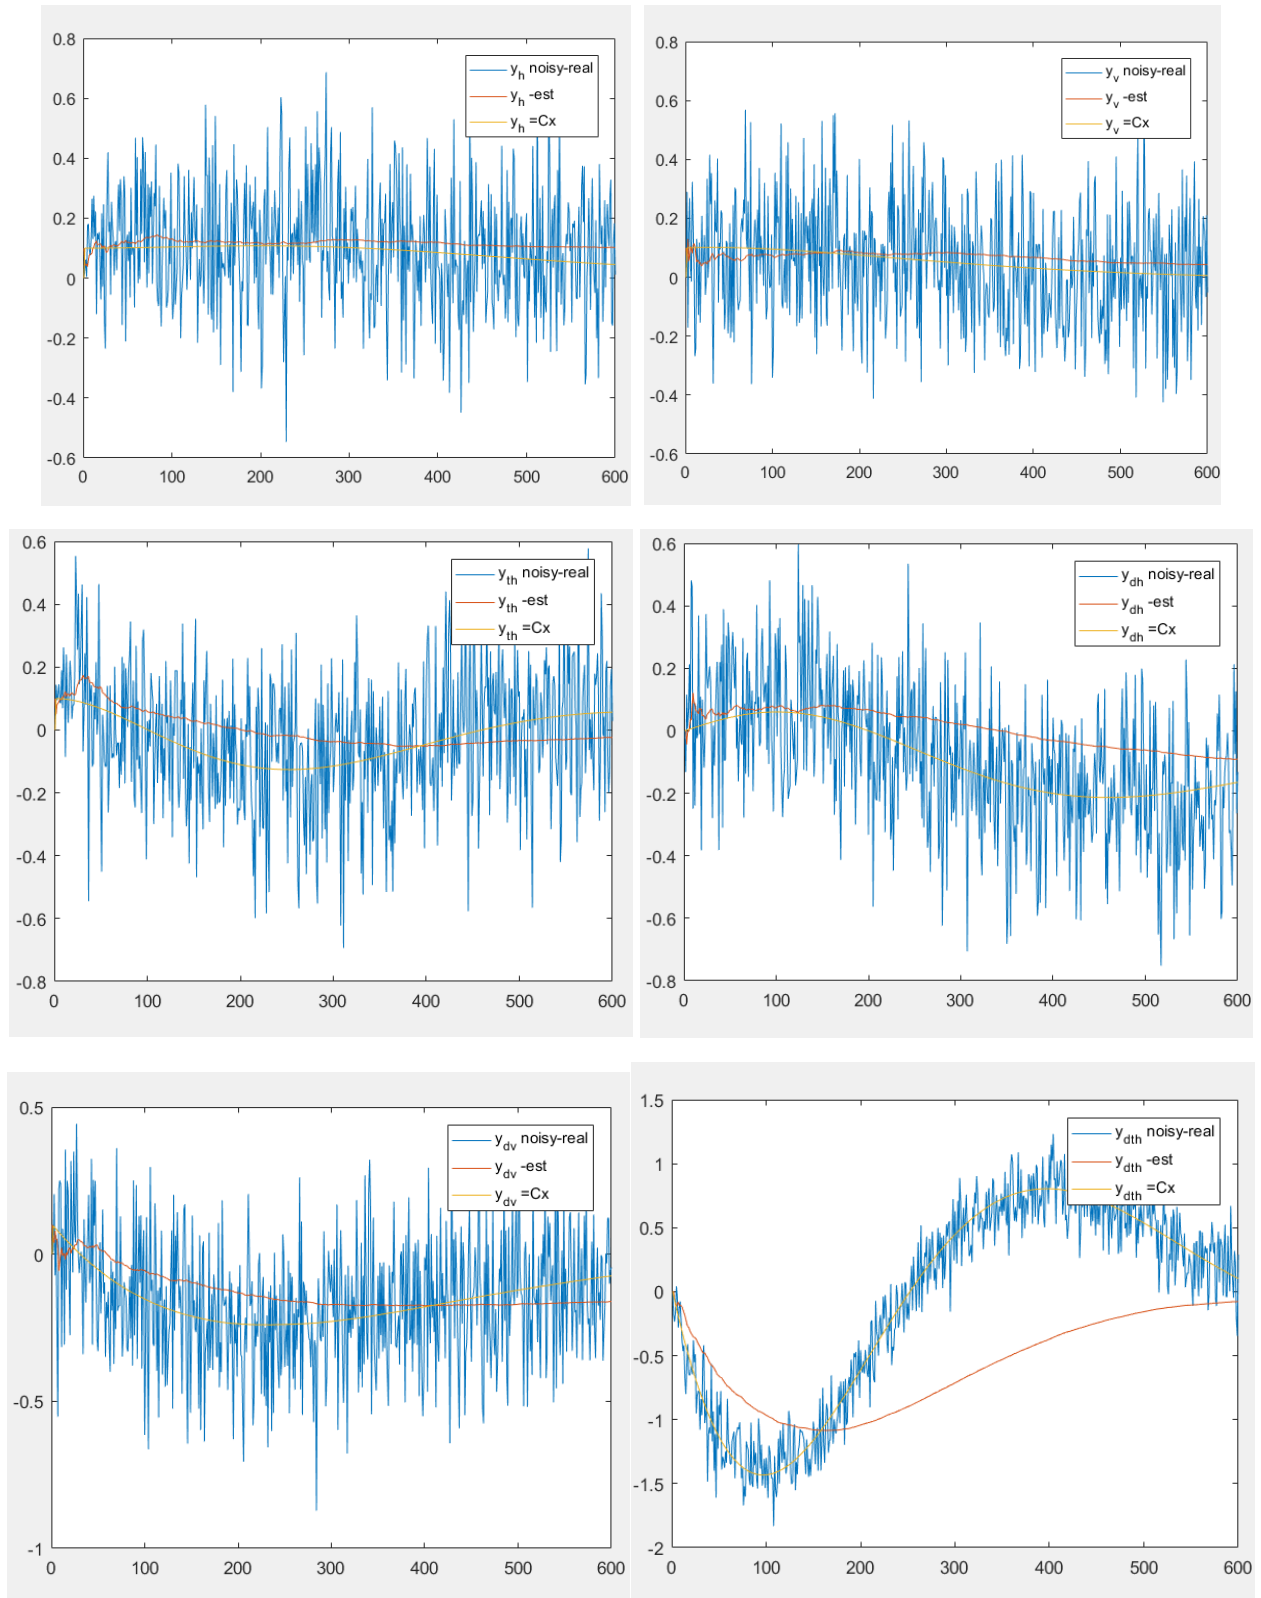 0.8
0.6
0.4
0.2
0
-0.2
-0.4
-0.6
0 100 200 300 400 500 600
y_h noisy-real
y_h -est
y_h =Cx
0.8
0.6
0.4
0.2
0
-0.2
-0.4
-0.6
0 100 200 300 400 500 600
y_v noisy-real
y_v -est
y_v =Cx
0.6
0.4
0.2
0
-0.2
-0.4
-0.6
-0.8
0 100 200 300 400 500 600
y_th noisy-real
y_th -est
y_th =Cx
0.6
0.4
0.2
0
-0.2
-0.4
-0.6
-0.8
0 100 200 300 400 500 600
y_dh noisy-real
y_dh -est
y_dh =Cx
0.5
0
-0.5
-1
0 100 200 300 400 500 600
y_dv noisy-real
y_dv -est
y_dv =Cx
1.5
1
0.5
0
-0.5
-1
-1.5
-2
0 100 200 300 400 500 600
y_dth noisy-real
y_dth -est
y_dth =Cx